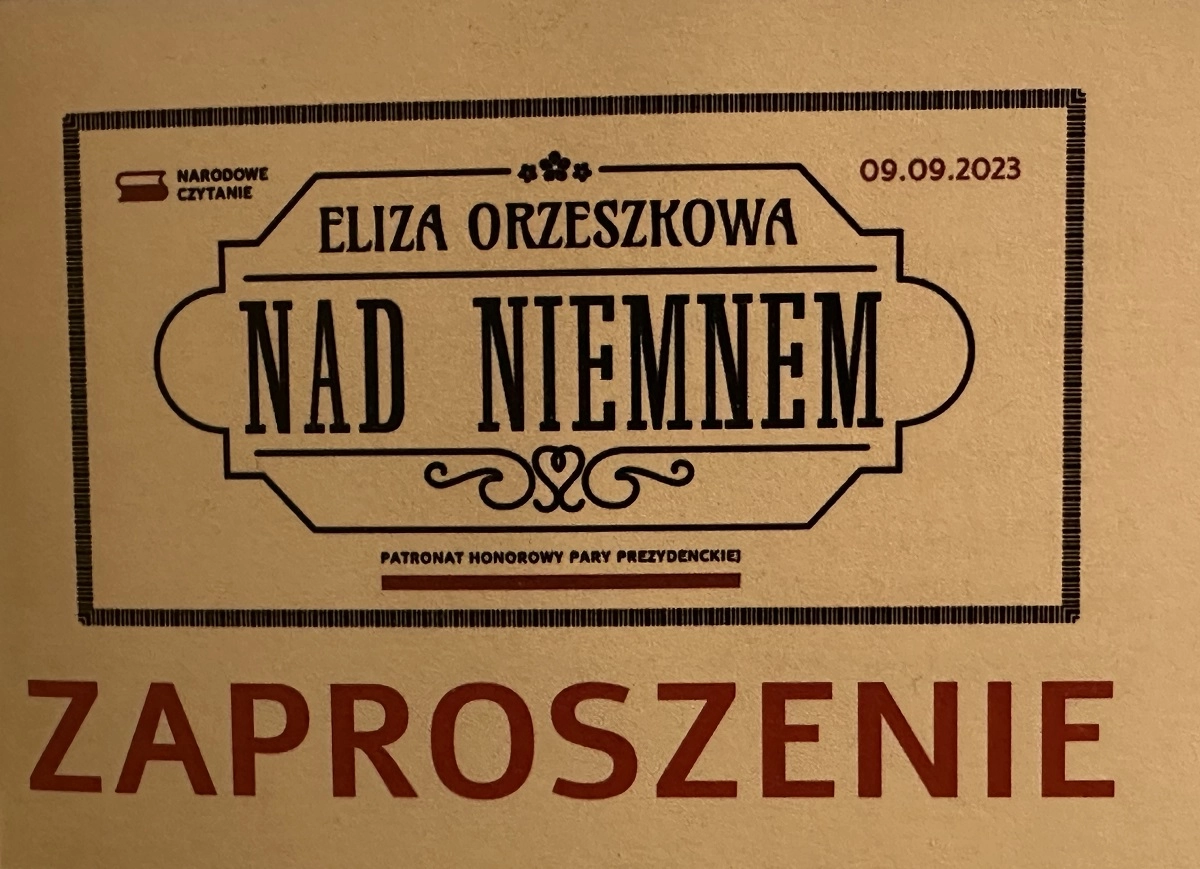 NARODOWE
CZYTANIE
09.09.2023
ELIZA ORZESZKOWA
NAD NIEMNEM
PATRONAT HONOROWY PARY PREZYDENCKIEJ
ZAPROSZENIE